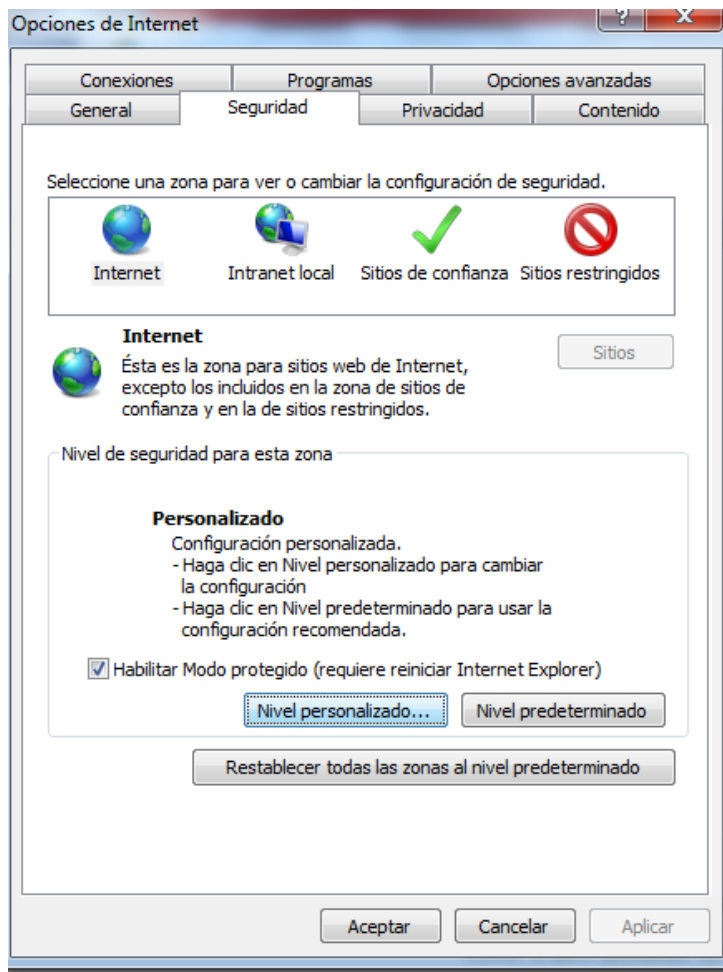 Opciones de Internet
?
X
Conexiones
Programas
Opciones avanzadas
General
Seguridad
Privacidad
Contenido
Seleccione una zona para ver o cambiar la configuración de seguridad.
Internet
Intranet local
Sitios de confianza
Sitios restringidos
Internet
Sitios
Ésta es la zona para sitios web de Internet,
excepto los incluidos en la zona de sitios de
confianza y en la de sitios restringidos.
Nivel de seguridad para esta zona
Personalizado
Configuración personalizada.
- Haga clic en Nivel personalizado para cambiar
la configuración
- Haga clic en Nivel predeterminado para usar la
configuración recomendada.
Habilitar Modo protegido (requiere reiniciar Internet Explorer)
Nivel personalizado...
Nivel predeterminado
Restablecer todas las zonas al nivel predeterminado
Aceptar
Cancelar
Aplicar